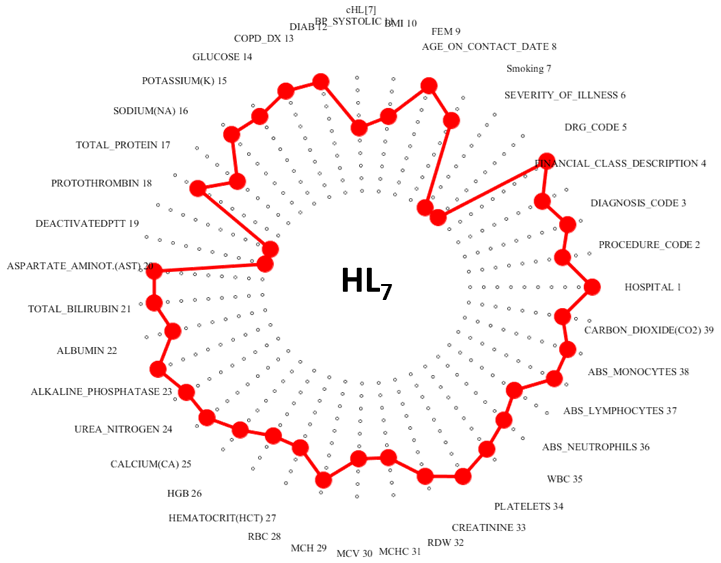 cHL[7]
BP_SYSTOLIC 11
BMI 10
DIAB 12
FEM 9
COPD_DX 13
AGE_ON_CONTACT_DATE 8
GLUCOSE 14
Smoking 7
POTASSIUM(K) 15
SEVERITY_OF_ILLNESS 6
SODIUM(NA) 16
DRG_CODE 5
TOTAL_PROTEIN 17
FINANCIAL_CLASS_DESCRIPTION 4
PROTOTHROMBIN 18
DIAGNOSIS_CODE 3
DEACTIVATEDPTT 19
PROCEDURE_CODE 2
ASPARTATE_AMINOT.(AST) 20
HL7
HOSPITAL 1
TOTAL_BILIRUBIN 21
CARBON_DIOXIDE(CO2) 39
ALBUMIN 22
ABS_MONOCYTES 38
ALKALINE_PHOSPHATASE 23
ABS_LYMPHOCYTES 37
UREA_NITROGEN 24
ABS_NEUTROPHILS 36
CALCIUM(CA) 25
WBC 35
HGB 26
PLATELETS 34
HEMATOCRIT(HCT) 27
CREATININE 33
RBC 28
RDW 32
MCH 29
MCV 30
MCHC 31